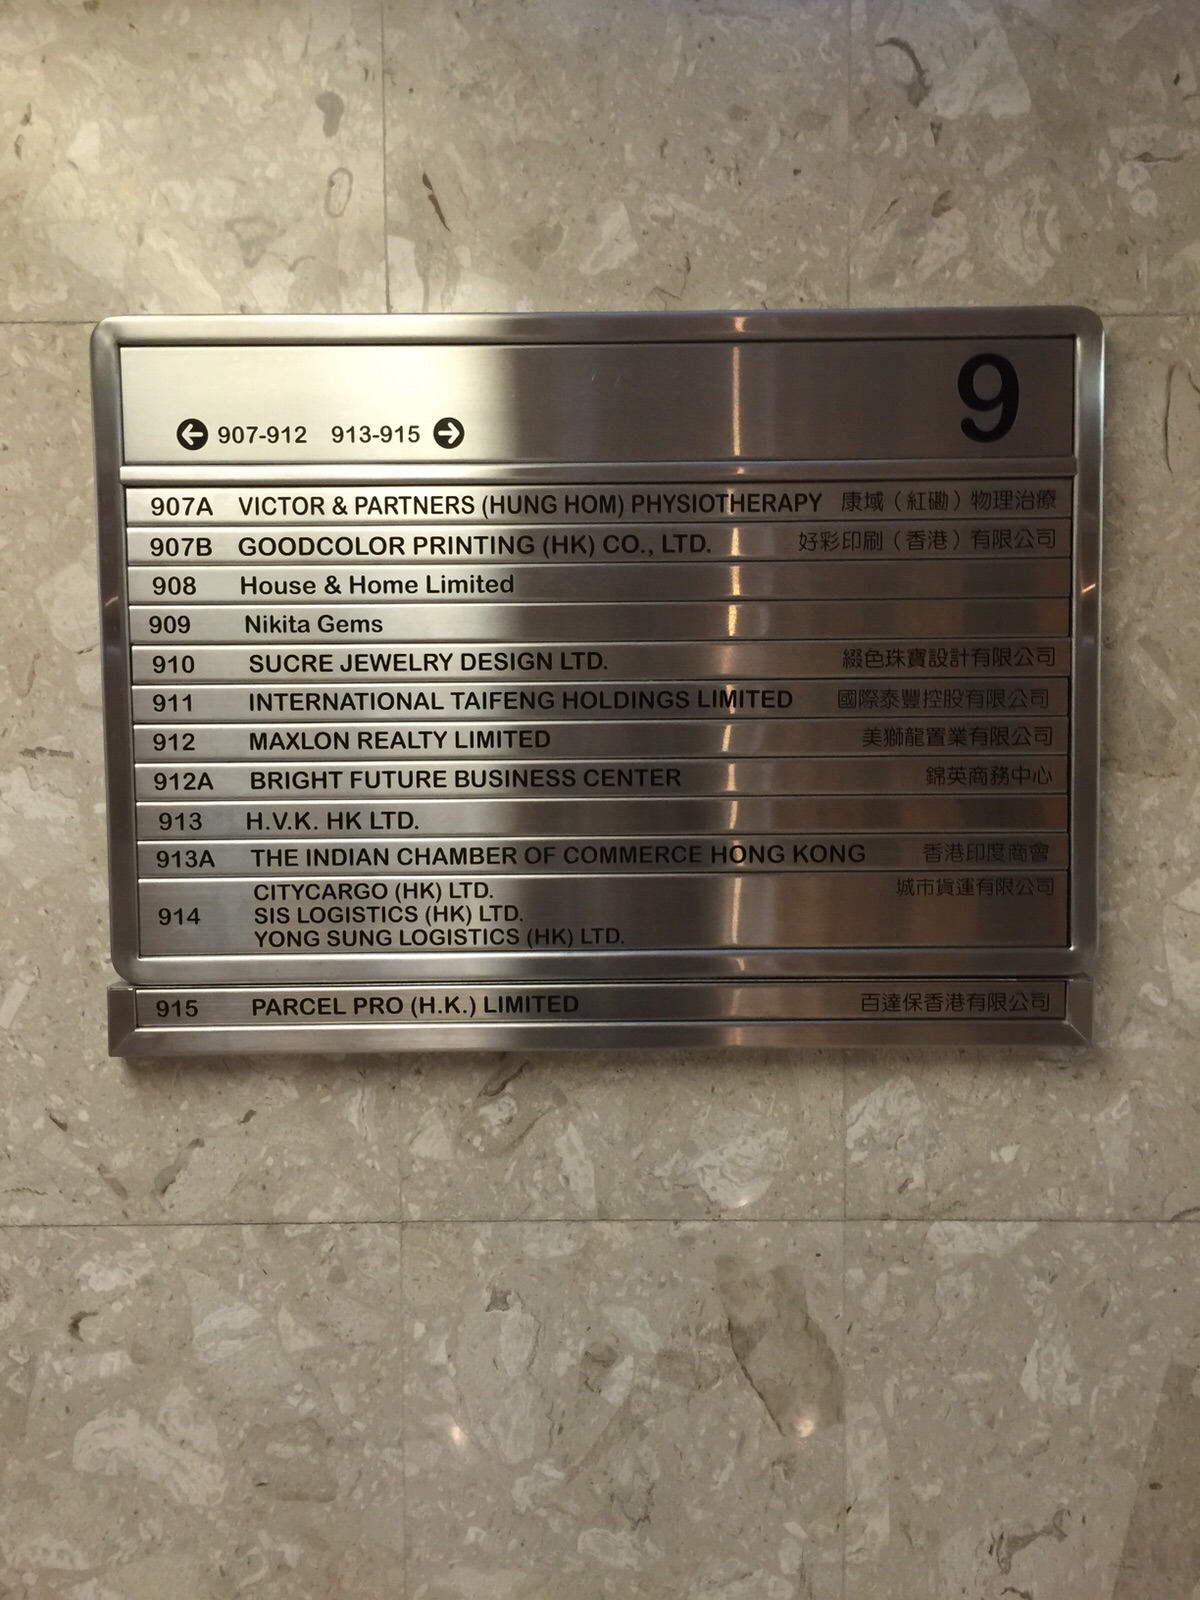 9
← 907-912 913-915 →
907A VICTOR & PARTNERS (HUNG HOM) PHYSIOTHERAPY 康域（紅磡）物理治療
907B GOODCOLOR PRINTING (HK) CO., LTD. 好彩印刷（香港）有限公司
908 House & Home Limited
909 Nikita Gems
910 SUCRE JEWELRY DESIGN LTD. 綴色珠寶設計有限公司
911 INTERNATIONAL TAIFENG HOLDINGS LIMITED 國際泰豐控股有限公司
912 MAXLON REALTY LIMITED 美獅龍置業有限公司
912A BRIGHT FUTURE BUSINESS CENTER 錦英商務中心
913 H.V.K. HK LTD.
913A THE INDIAN CHAMBER OF COMMERCE HONG KONG 香港印度商會
914 CITYCARGO (HK) LTD. 城市貨運有限公司
SIS LOGISTICS (HK) LTD.
YONG SUNG LOGISTICS (HK) LTD.
915 PARCEL PRO (H.K.) LIMITED 百達保香港有限公司